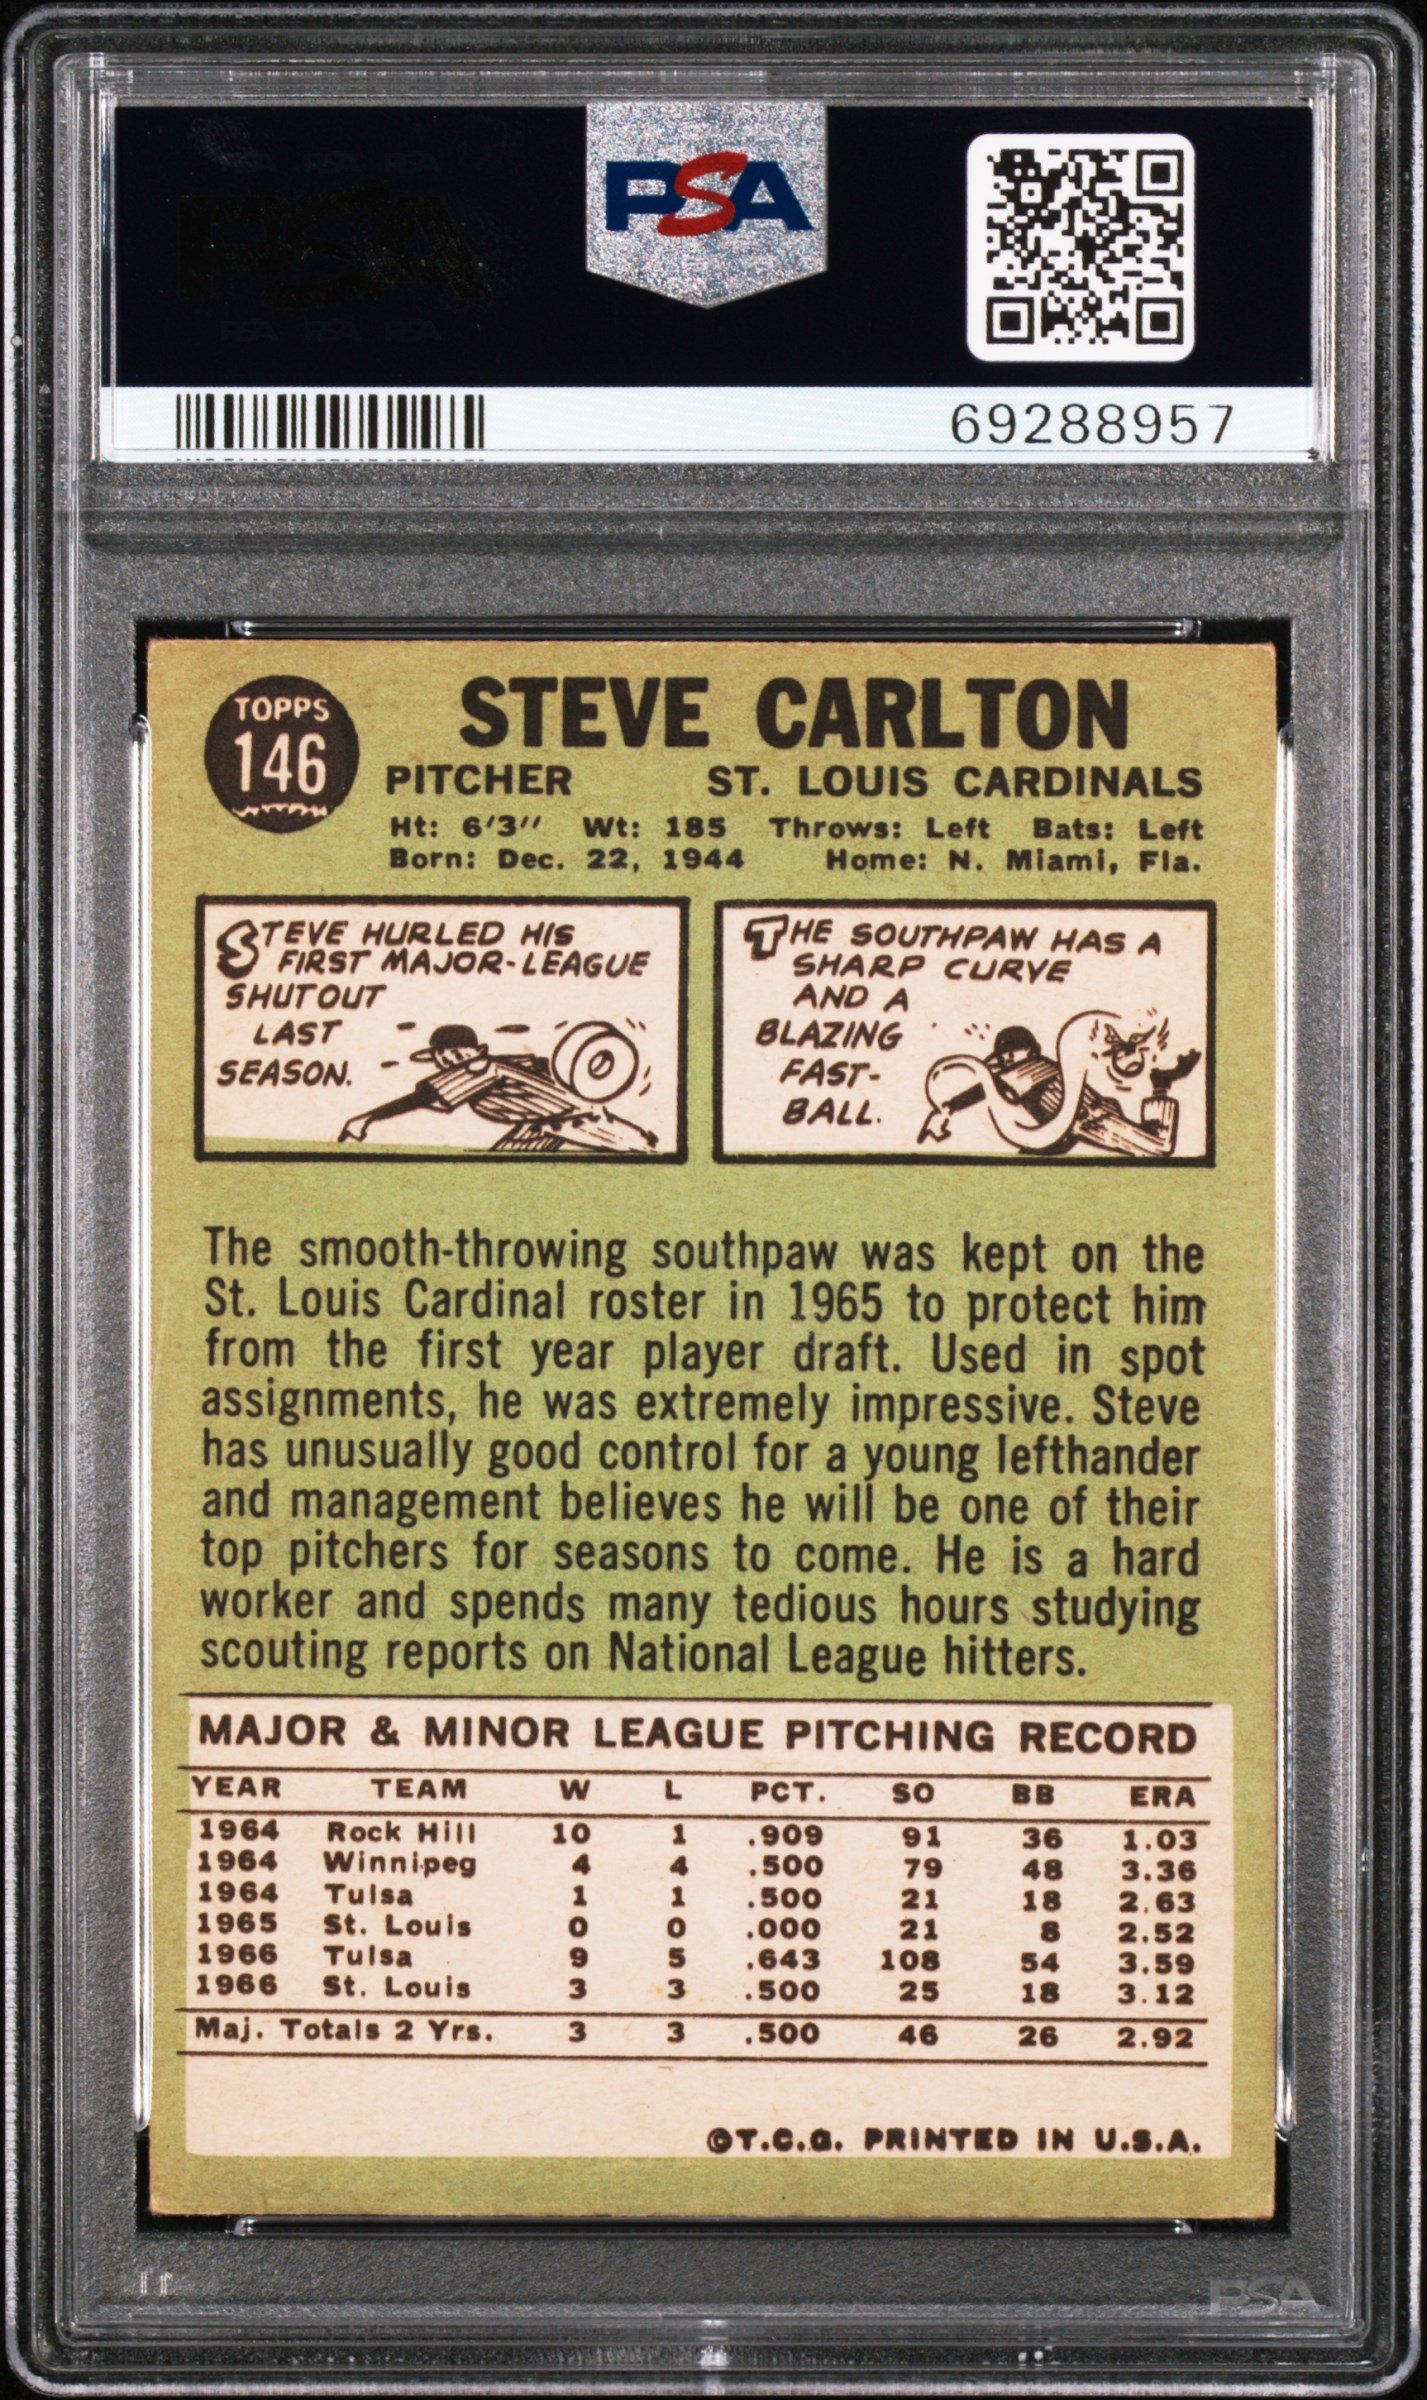 PSA
69288957
TOPPS
146
STEVE CARLTON
PITCHER ST. LOUIS CARDINALS
Ht: 6'3" Wt: 185 Throws: Left Bats: Left
Born: Dec. 22, 1944 Home: N. Miami, Fla.
STEVE HURLED HIS
FIRST MAJOR-LEAGUE
SHUTOUT
LAST
SEASON.
THE SOUTHPAW HAS A
SHARP CURVE
AND A
BLAZING
FAST-
BALL.
The smooth-throwing southpaw was kept on the
St. Louis Cardinal roster in 1965 to protect him
from the first year player draft. Used in spot
assignments, he was extremely impressive. Steve
has unusually good control for a young lefthander
and management believes he will be one of their
top pitchers for seasons to come. He is a hard
worker and spends many tedious hours studying
scouting reports on National League hitters.
MAJOR & MINOR LEAGUE PITCHING RECORD
YEAR TEAM W L PCT. SO BB ERA
1964 Rock Hill 10 1 .909 91 36 1.03
1964 Winnipeg 4 4 .500 79 48 3.36
1964 Tulsa 1 1 .500 21 18 2.63
1965 St. Louis 0 0 .000 21 8 2.52
1966 Tulsa 9 5 .643 108 54 3.59
1966 St. Louis 3 3 .500 25 18 3.12
Maj. Totals 2 Yrs. 3 3 .500 46 26 2.92
©T.C.G. PRINTED IN U.S.A.
PSA